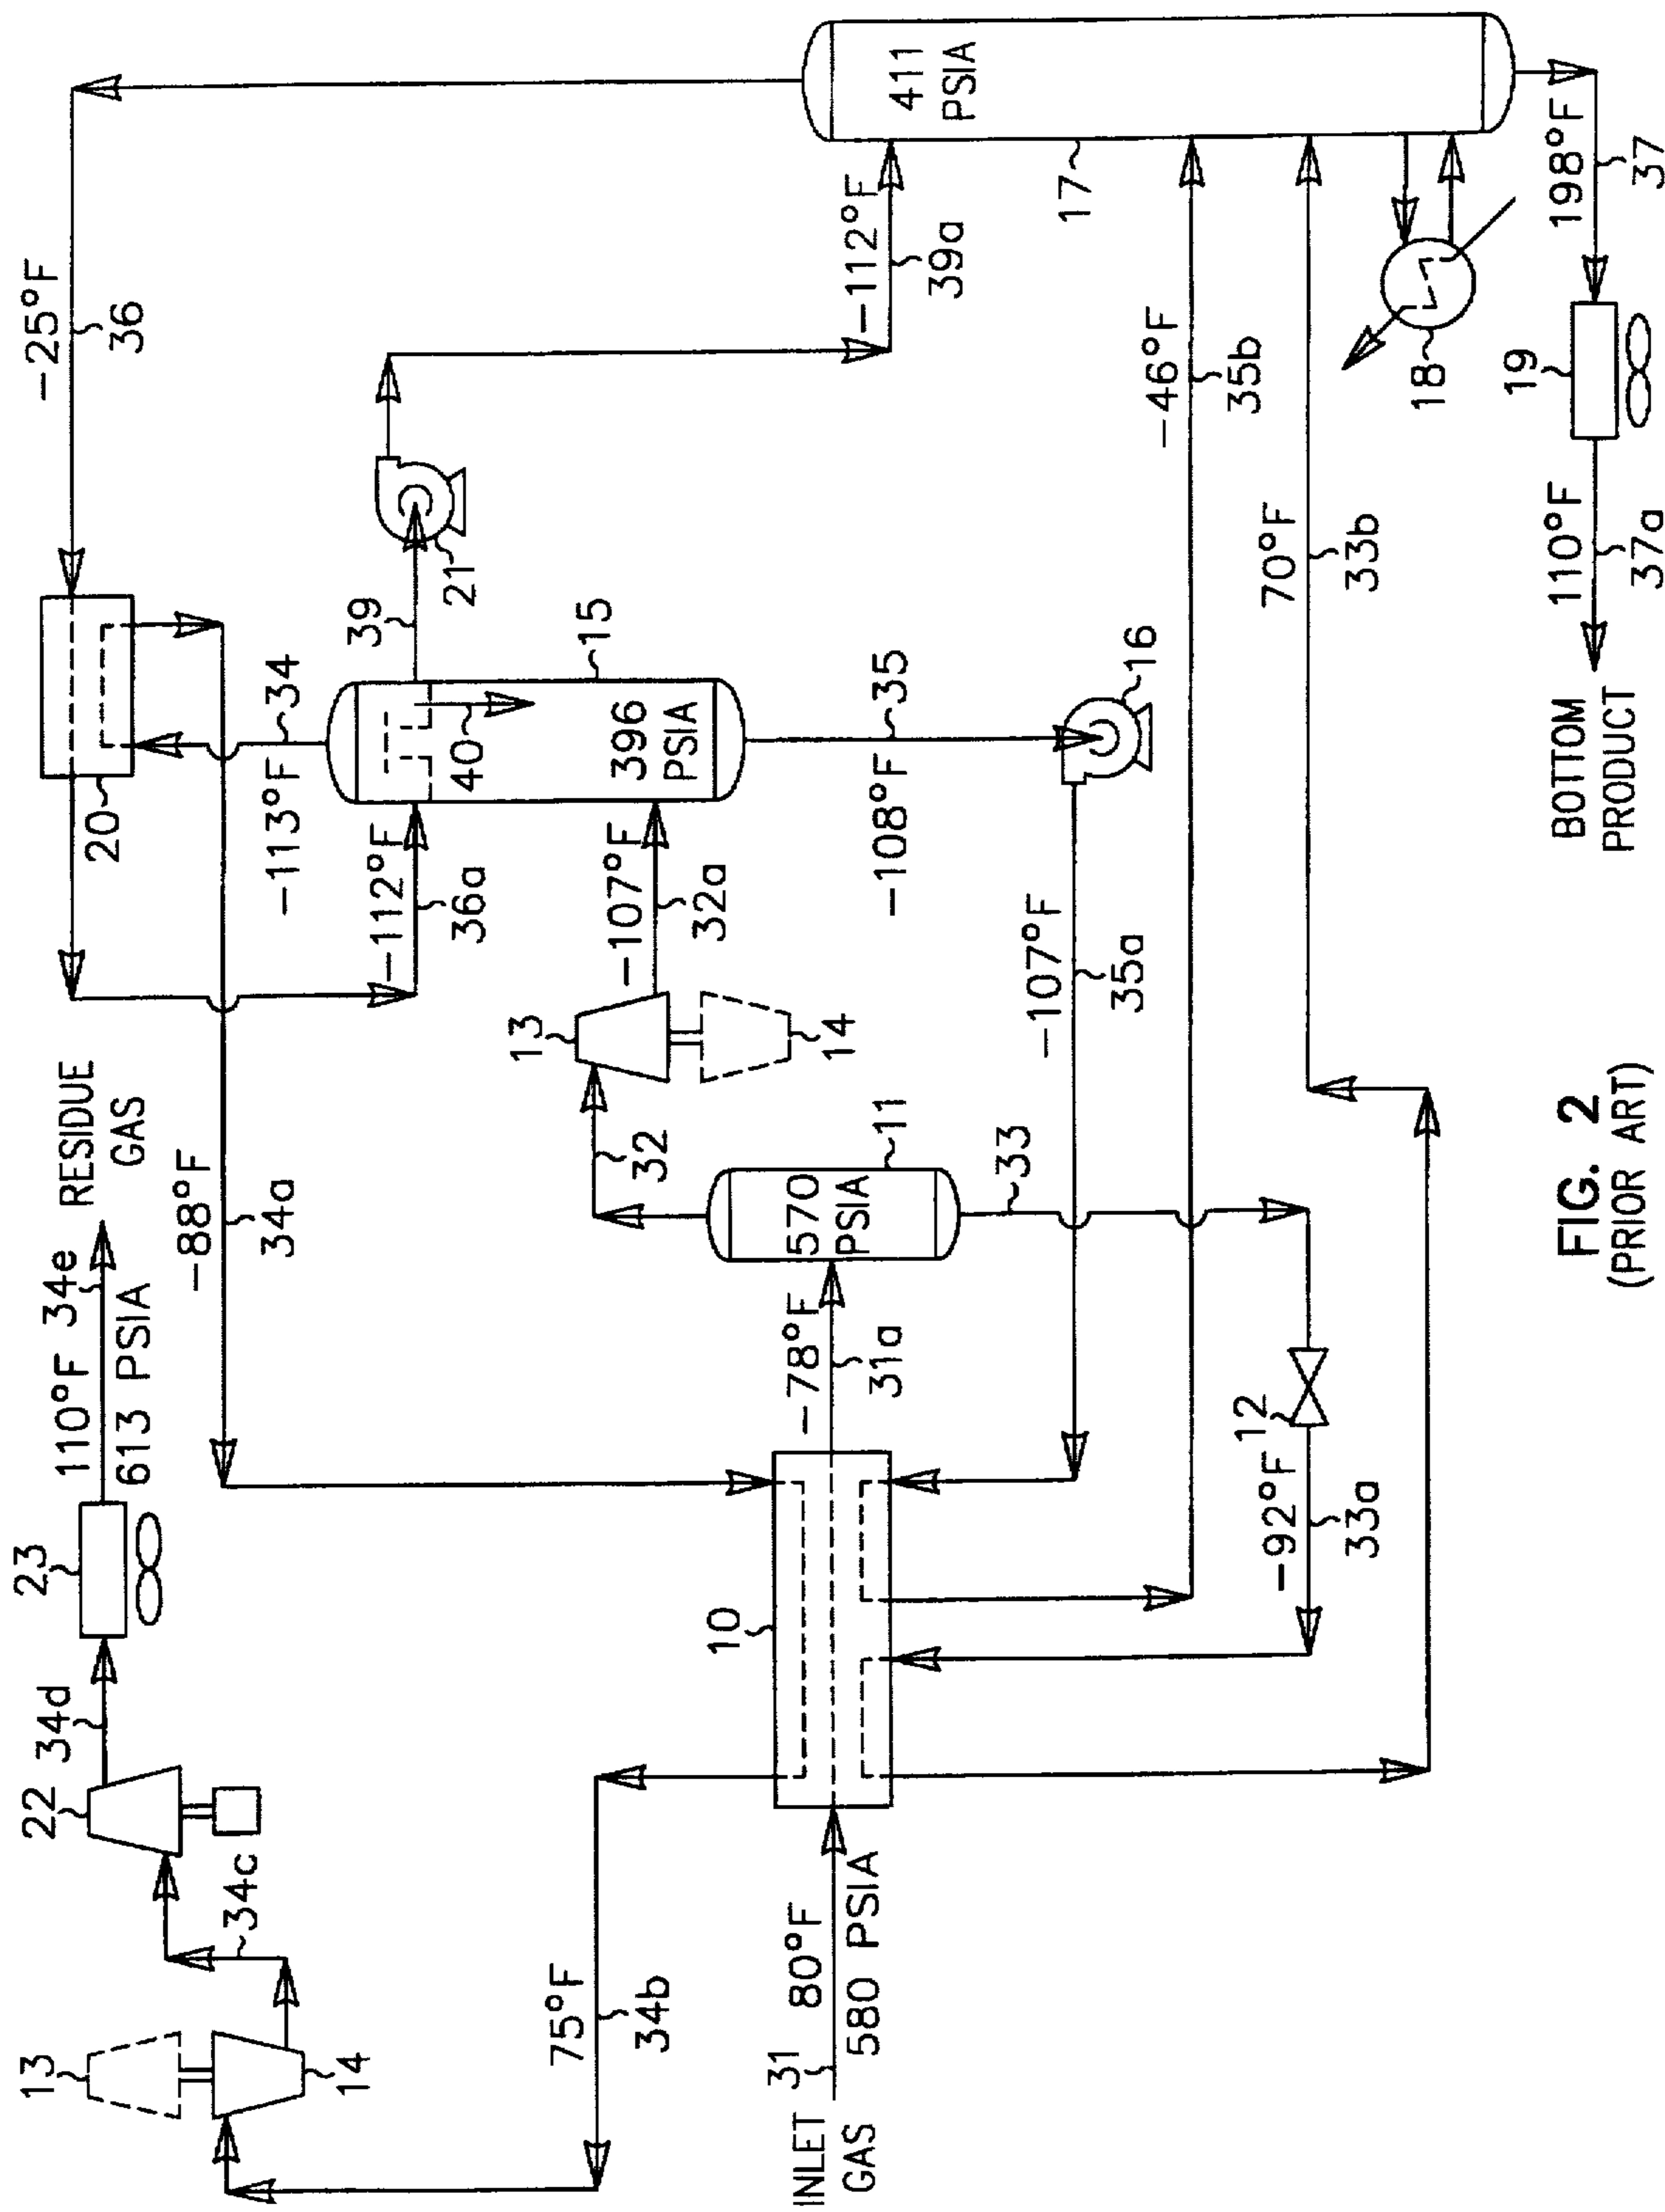 -25°F
36
20
-113°F
34
-112°F
36a
39
21
40
396
PSIA
15
-107°F
32a
-112°F
39a
411
PSIA
17
-108°F
35
16
-107°F
35a
-46°F
35b
70°F
33b
18
198°F
37
19
110°F
37a
BOTTOM
PRODUCT
RESIDUE
GAS
110°F 34e
613 PSIA
-88°F
34a
23
34d
22
34c
13
14
75°F
34b
13
14
32
11
570
PSIA
33
-78°F
31a
10
12
-92°F
33a
INLET
GAS
31
80°F
580 PSIA
FIG. 2
(PRIOR ART)